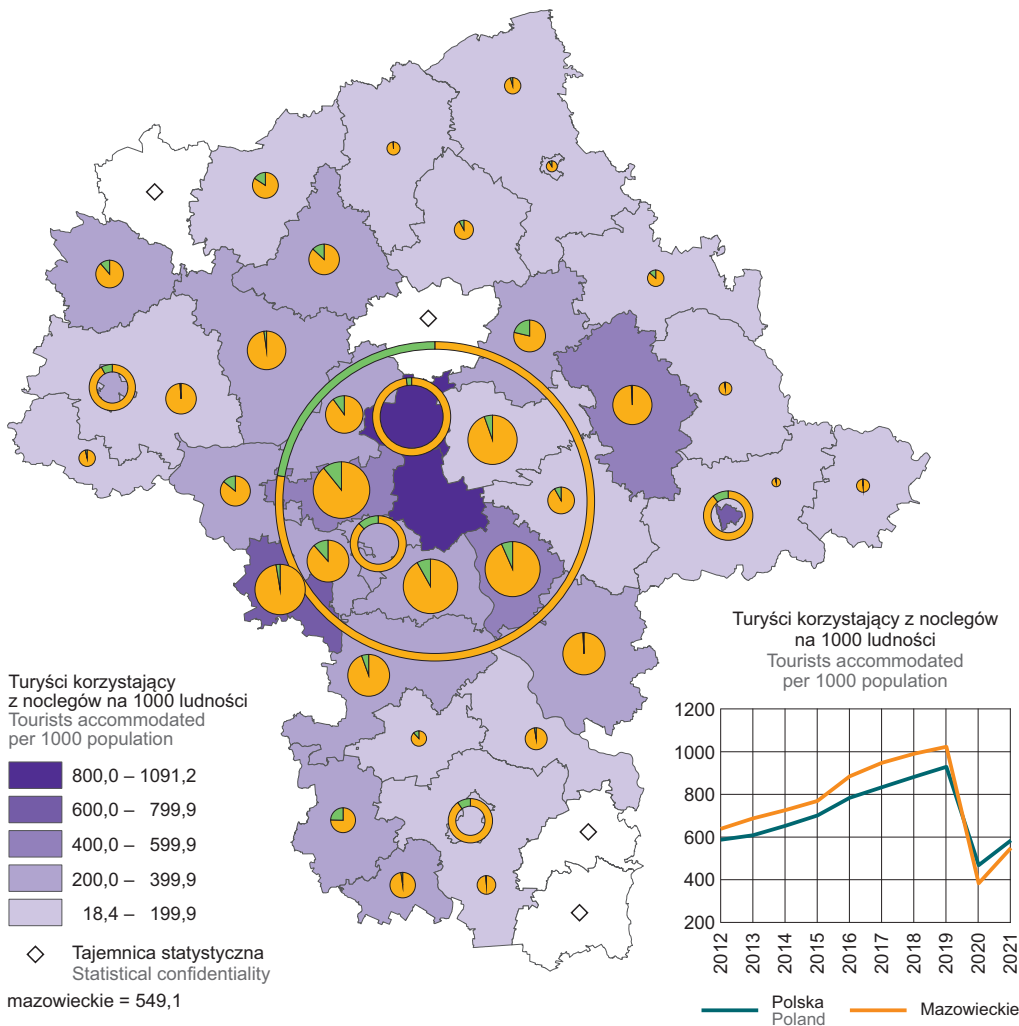 Turyści korzystający
z noclegów na 1000 ludności
Tourists accommodated
per 1000 population
800,0 – 1091,2
600,0 – 799,9
400,0 – 599,9
200,0 – 399,9
18,4 – 199,9
Tajemnica statystyczna
Statistical confidentiality
mazowieckie = 549,1
Turyści korzystający z noclegów
na 1000 ludności
Tourists accommodated
per 1000 population
1200
1000
800
600
400
200
2012
2013
2014
2015
2016
2017
2018
2019
2020
2021
Polska
Poland
Mazowieckie